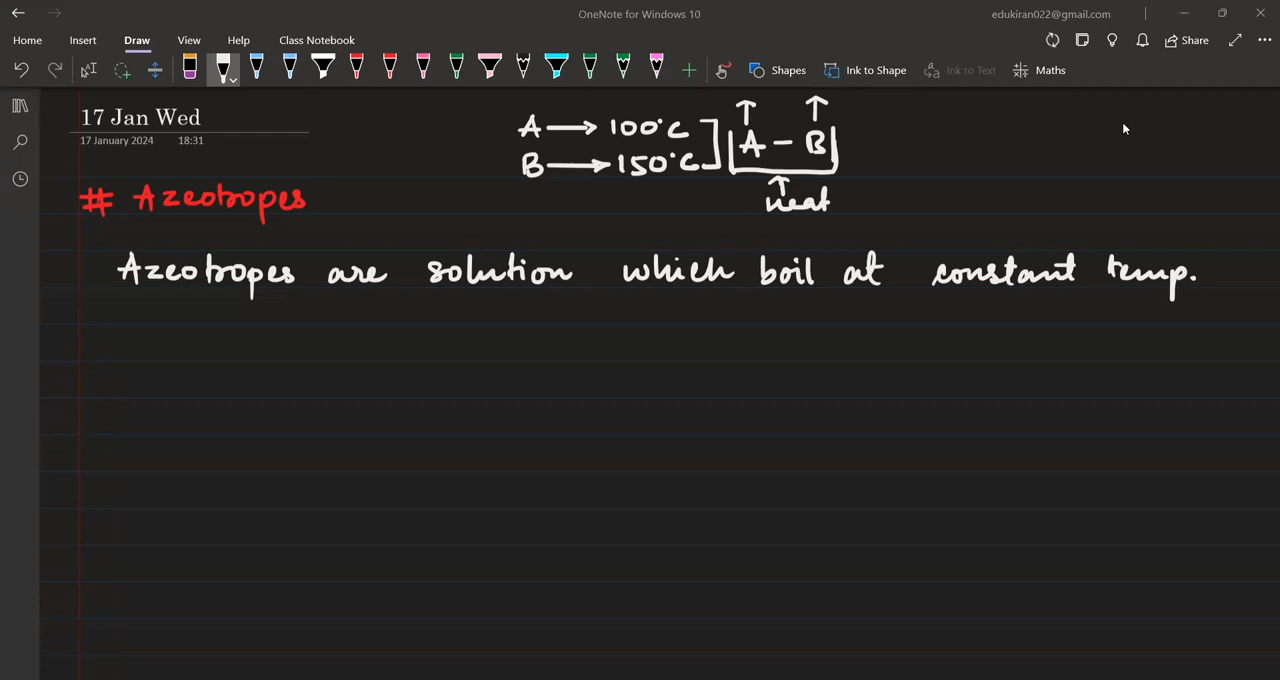 OneNote for Windows 10
edukiran022@gmail.com
Home Insert Draw View Help Class Notebook
Share
Shapes Ink to Shape Ink to Text Maths
17 Jan Wed
17 January 2024 18:31
A → 100°C
B → 150°C
A - B
heat
# Azeotropes
Azeotropes are solution which boil at constant temp.